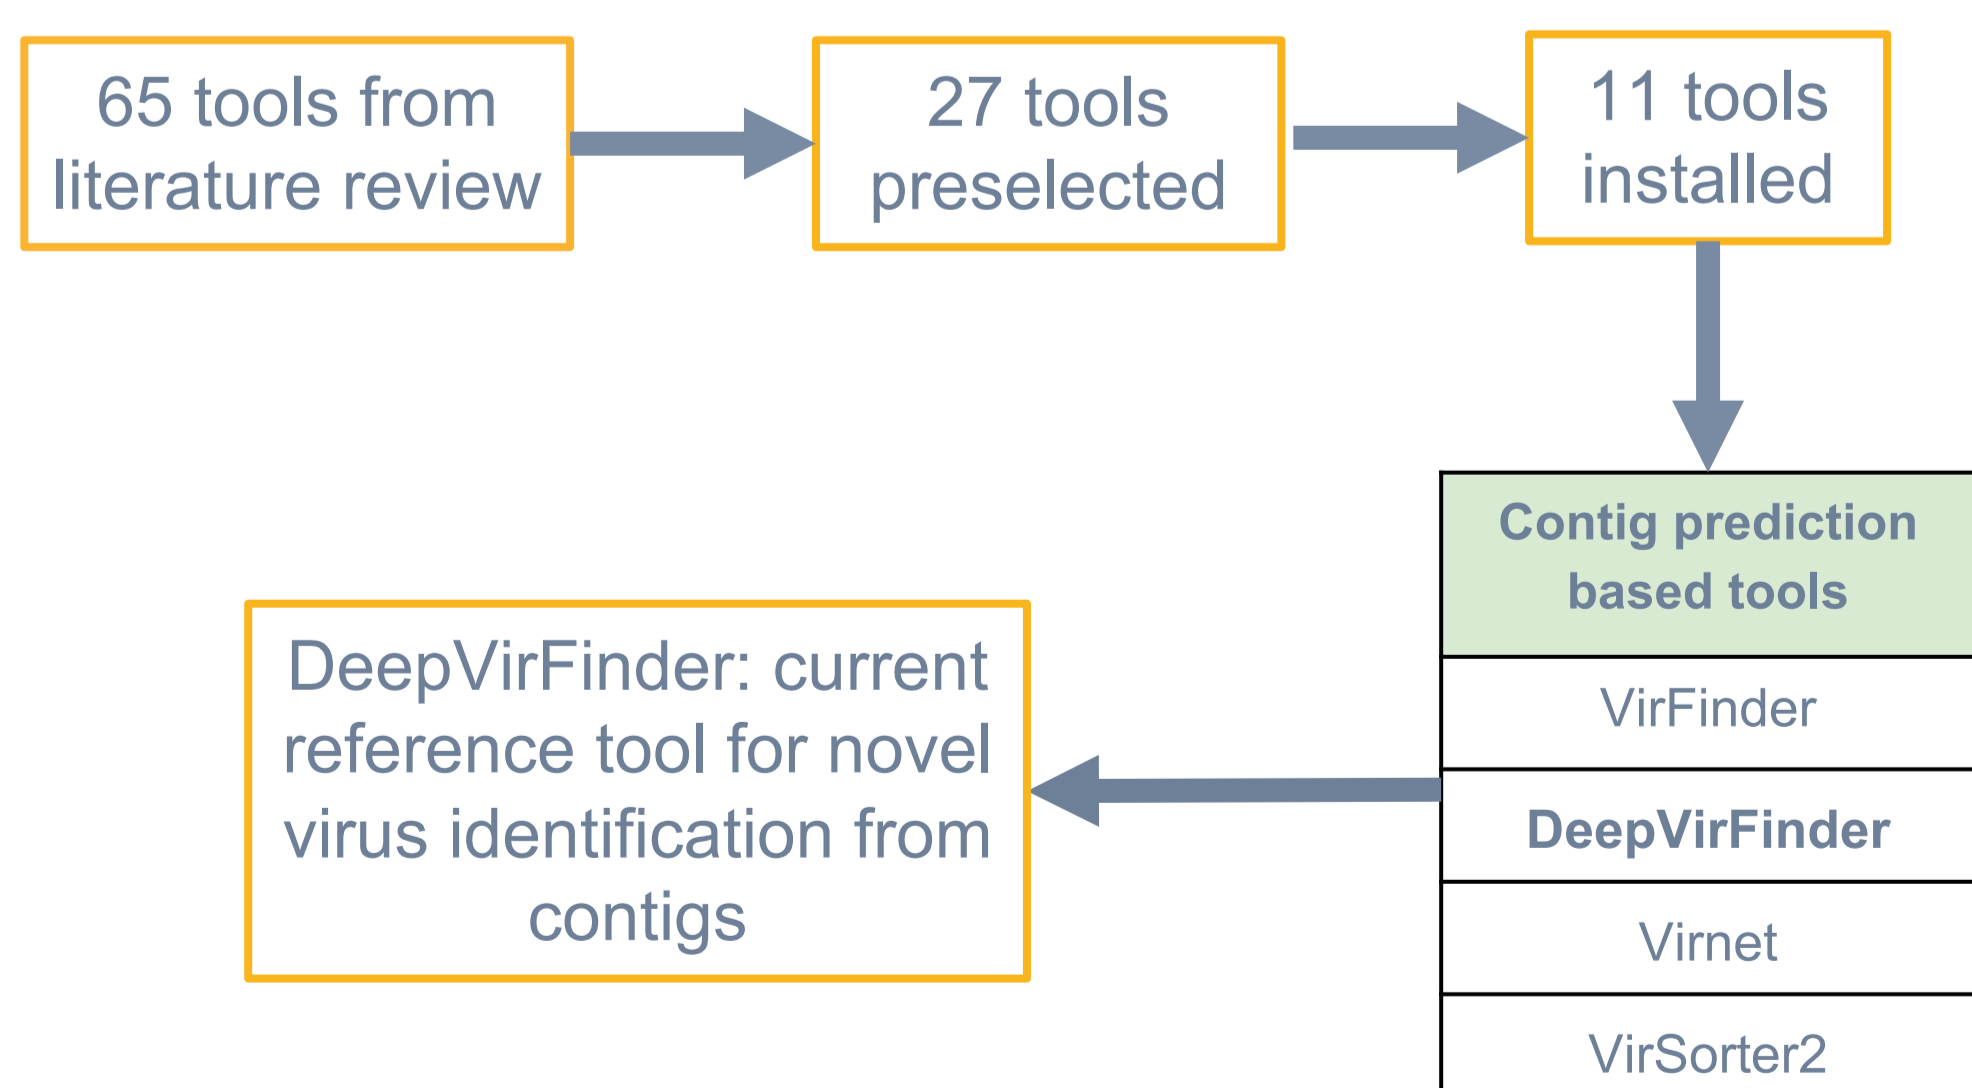 65 tools from
literature review
27 tools
preselected
11 tools
installed
Contig prediction
based tools
VirFinder
DeepVirFinder
Virnet
VirSorter2
DeepVirFinder: current
reference tool for novel
virus identification from
contigs